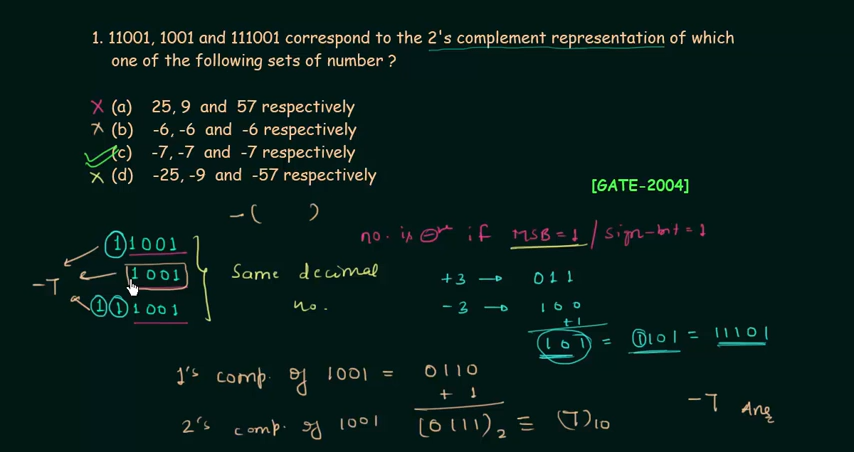 1. 11001, 1001 and 111001 correspond to the 2's complement representation of which
one of the following sets of number ?
x (a) 25, 9 and 57 respectively
x (b) -6, -6 and -6 respectively
✓ (c) -7, -7 and -7 respectively
x (d) -25, -9 and -57 respectively
[GATE-2004]
- ( )
no. is ⊖ve if MSB = 1 / sign-bit = 1
11001
1001
111001
-7
Same decimal
no.
+3 → 011
-3 → 100
+1
101 = 1101 = 11101
1's comp. of 1001 = 0110
+ 1
2's comp. of 1001 (0111)2 ≡ (7)10
-7 Ans